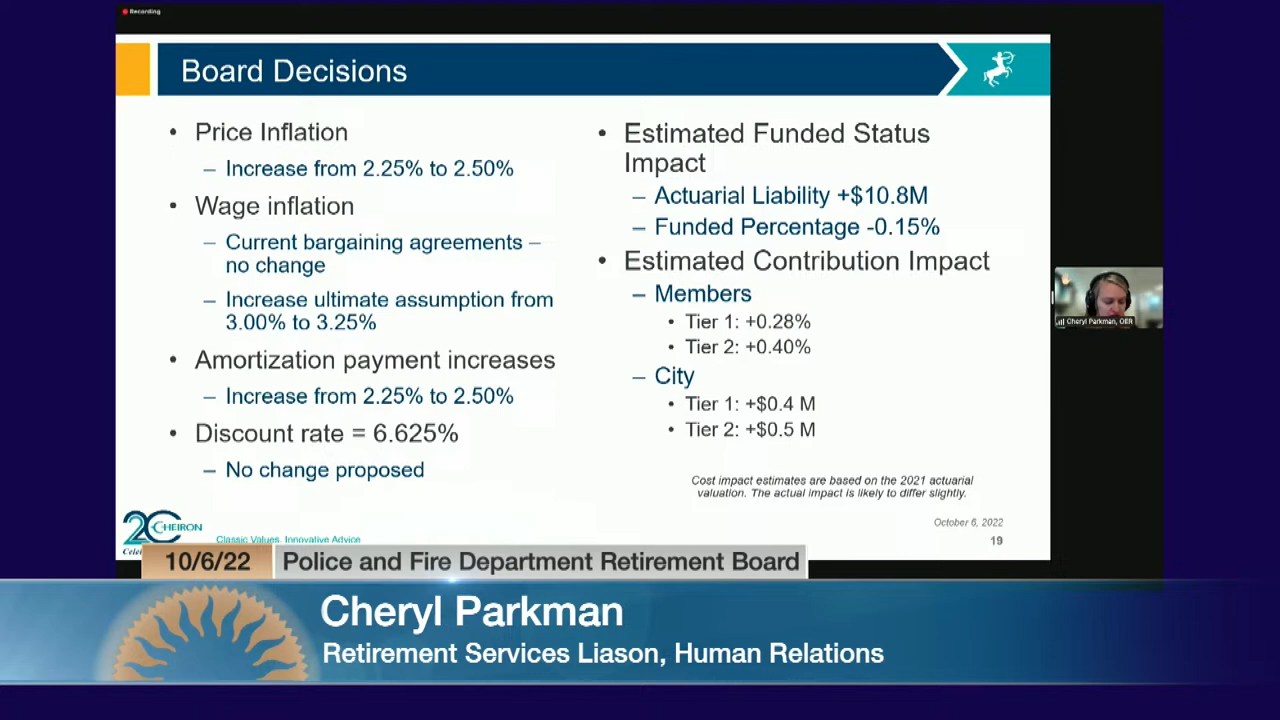 Recording
Board Decisions
• Price Inflation
– Increase from 2.25% to 2.50%
• Wage inflation
– Current bargaining agreements –
no change
– Increase ultimate assumption from
3.00% to 3.25%
• Amortization payment increases
– Increase from 2.25% to 2.50%
• Discount rate = 6.625%
– No change proposed
• Estimated Funded Status
Impact
– Actuarial Liability +$10.8M
– Funded Percentage -0.15%
• Estimated Contribution Impact
– Members
• Tier 1: +0.28%
• Tier 2: +0.40%
– City
• Tier 1: +$0.4 M
• Tier 2: +$0.5 M
Cost impact estimates are based on the 2021 actuarial
valuation. The actual impact is likely to differ slightly.
October 6, 2022
19
20 CHEIRON
Classic Values, Innovative Advice
Cheryl Parkman, OER
10/6/22
Police and Fire Department Retirement Board
Cheryl Parkman
Retirement Services Liason, Human Relations